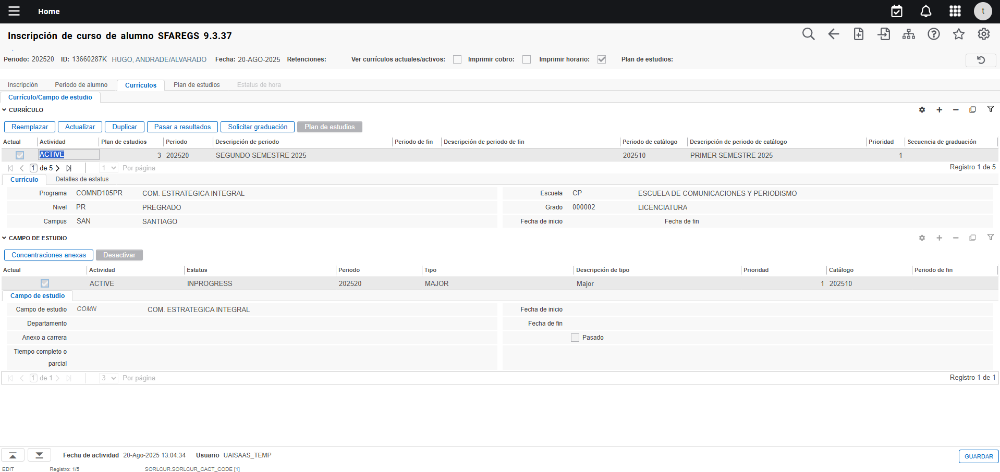 Home
t
Inscripción de curso de alumno SFAREGS 9.3.37
Periodo: 202520 ID: 13660287K HUGO, ANDRADE/ALVARADO Fecha: 20-AGO-2025 Retenciones: Ver currículos actuales/activos: Imprimir cobro: Imprimir horario: Plan de estudios:
Inscripción Periodo de alumno Currículos Plan de estudios Estatus de hora
Currículo/Campo de estudio
CURRÍCULO
Reemplazar Actualizar Duplicar Pasar a resultados Solicitar graduación Plan de estudios
Actual Actividad Plan de estudios Periodo Descripción de periodo Periodo de fin Descripción de periodo de fin Periodo de catálogo Descripción de periodo de catálogo Prioridad Secuencia de graduación
ACTIVE 3 202520 SEGUNDO SEMESTRE 2025 202510 PRIMER SEMESTRE 2025 1
1 de 5 1 Por página Registro 1 de 5
Currículo Detalles de estatus
Programa COMND105PR COM. ESTRATEGICA INTEGRAL Escuela CP ESCUELA DE COMUNICACIONES Y PERIODISMO
Nivel PR PREGRADO Grado 000002 LICENCIATURA
Campus SAN SANTIAGO Fecha de inicio Fecha de fin
CAMPO DE ESTUDIO
Concentraciones anexas Desactivar
Actual Actividad Estatus Periodo Tipo Descripción de tipo Prioridad Catálogo Periodo de fin
ACTIVE INPROGRESS 202520 MAJOR Major 1 202510
Campo de estudio
Campo de estudio COMN COM. ESTRATEGICA INTEGRAL Fecha de inicio
Departamento Fecha de fin
Anexo a carrera Pasado
Tiempo completo o
parcial
1 de 1 3 Por página Registro 1 de 1
Fecha de actividad 20-Ago-2025 13:04:34 Usuario UAISAAS_TEMP GUARDAR
EDIT Registro: 1/5 SORLCUR.SORLCUR_CACT_CODE [1]